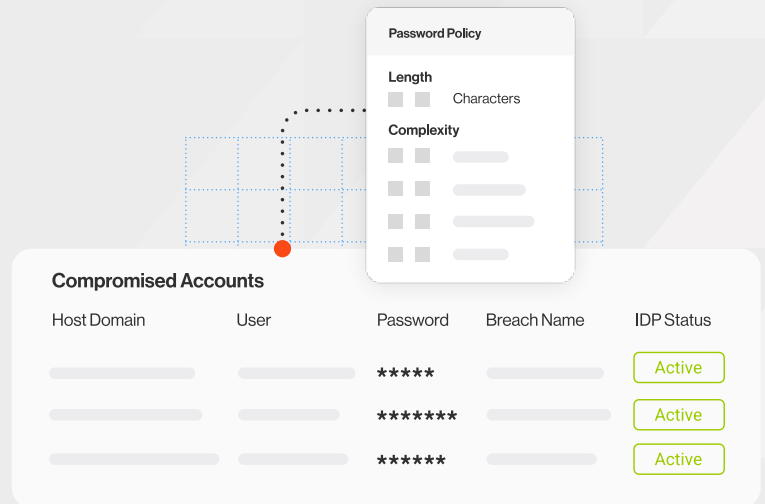 Password Policy
Length
Characters
Complexity
Compromised Accounts
Host Domain User Password Breach Name IDP Status
***** Active
******* Active
****** Active